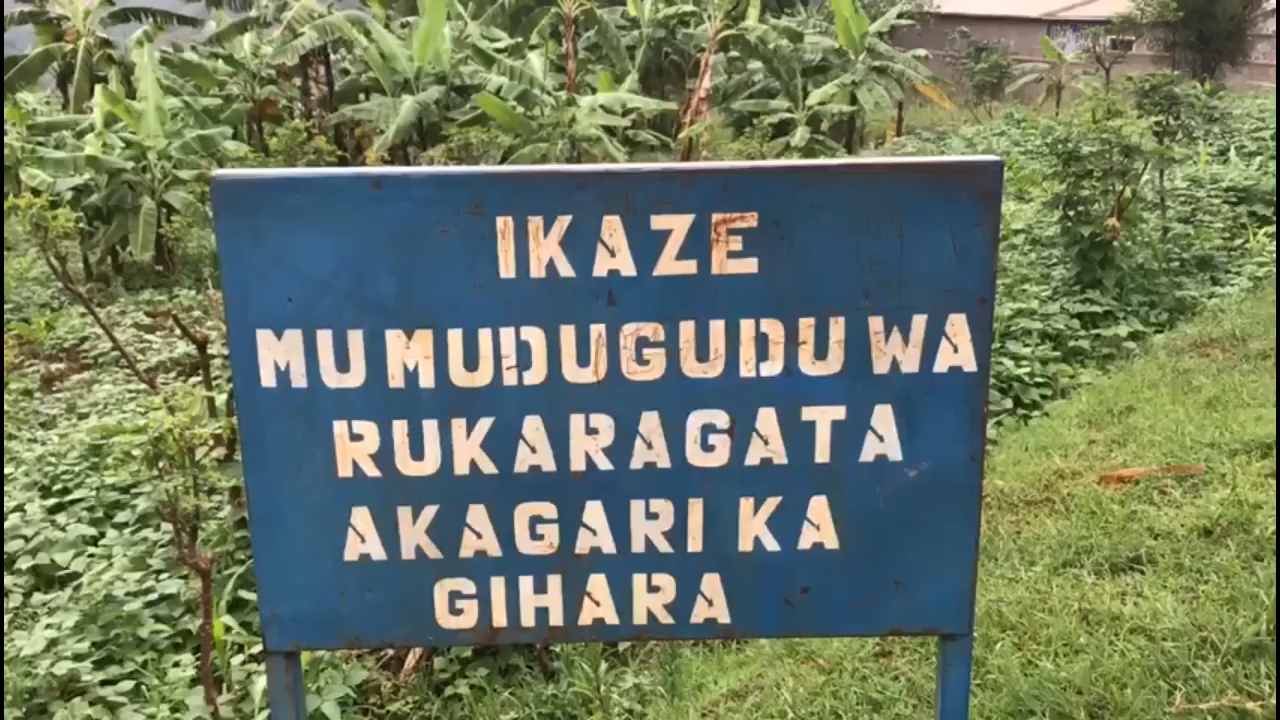 IKAZE
MU MUDUGUDU WA
RUKARAGATA
AKAGARI KA
GIHARA